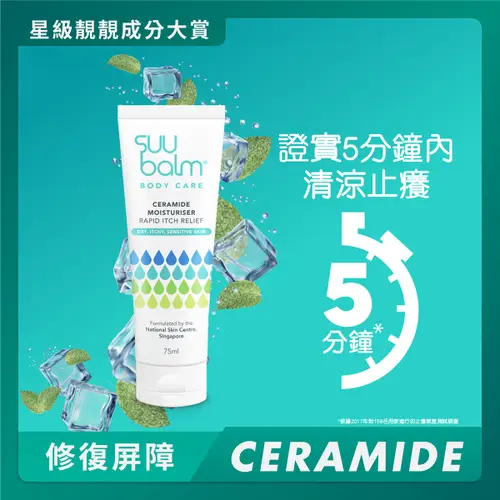 星級靚靚成分大賞
suu
balm®
BODY CARE
CERAMIDE
MOISTURISER
RAPID ITCH RELIEF
DRY, ITCHY, SENSITIVE SKIN
Formulated by the
National Skin Centre,
Singapore
75ml
證實5分鐘內
清涼止癢
5
分鐘*
修復屏障
CERAMIDE